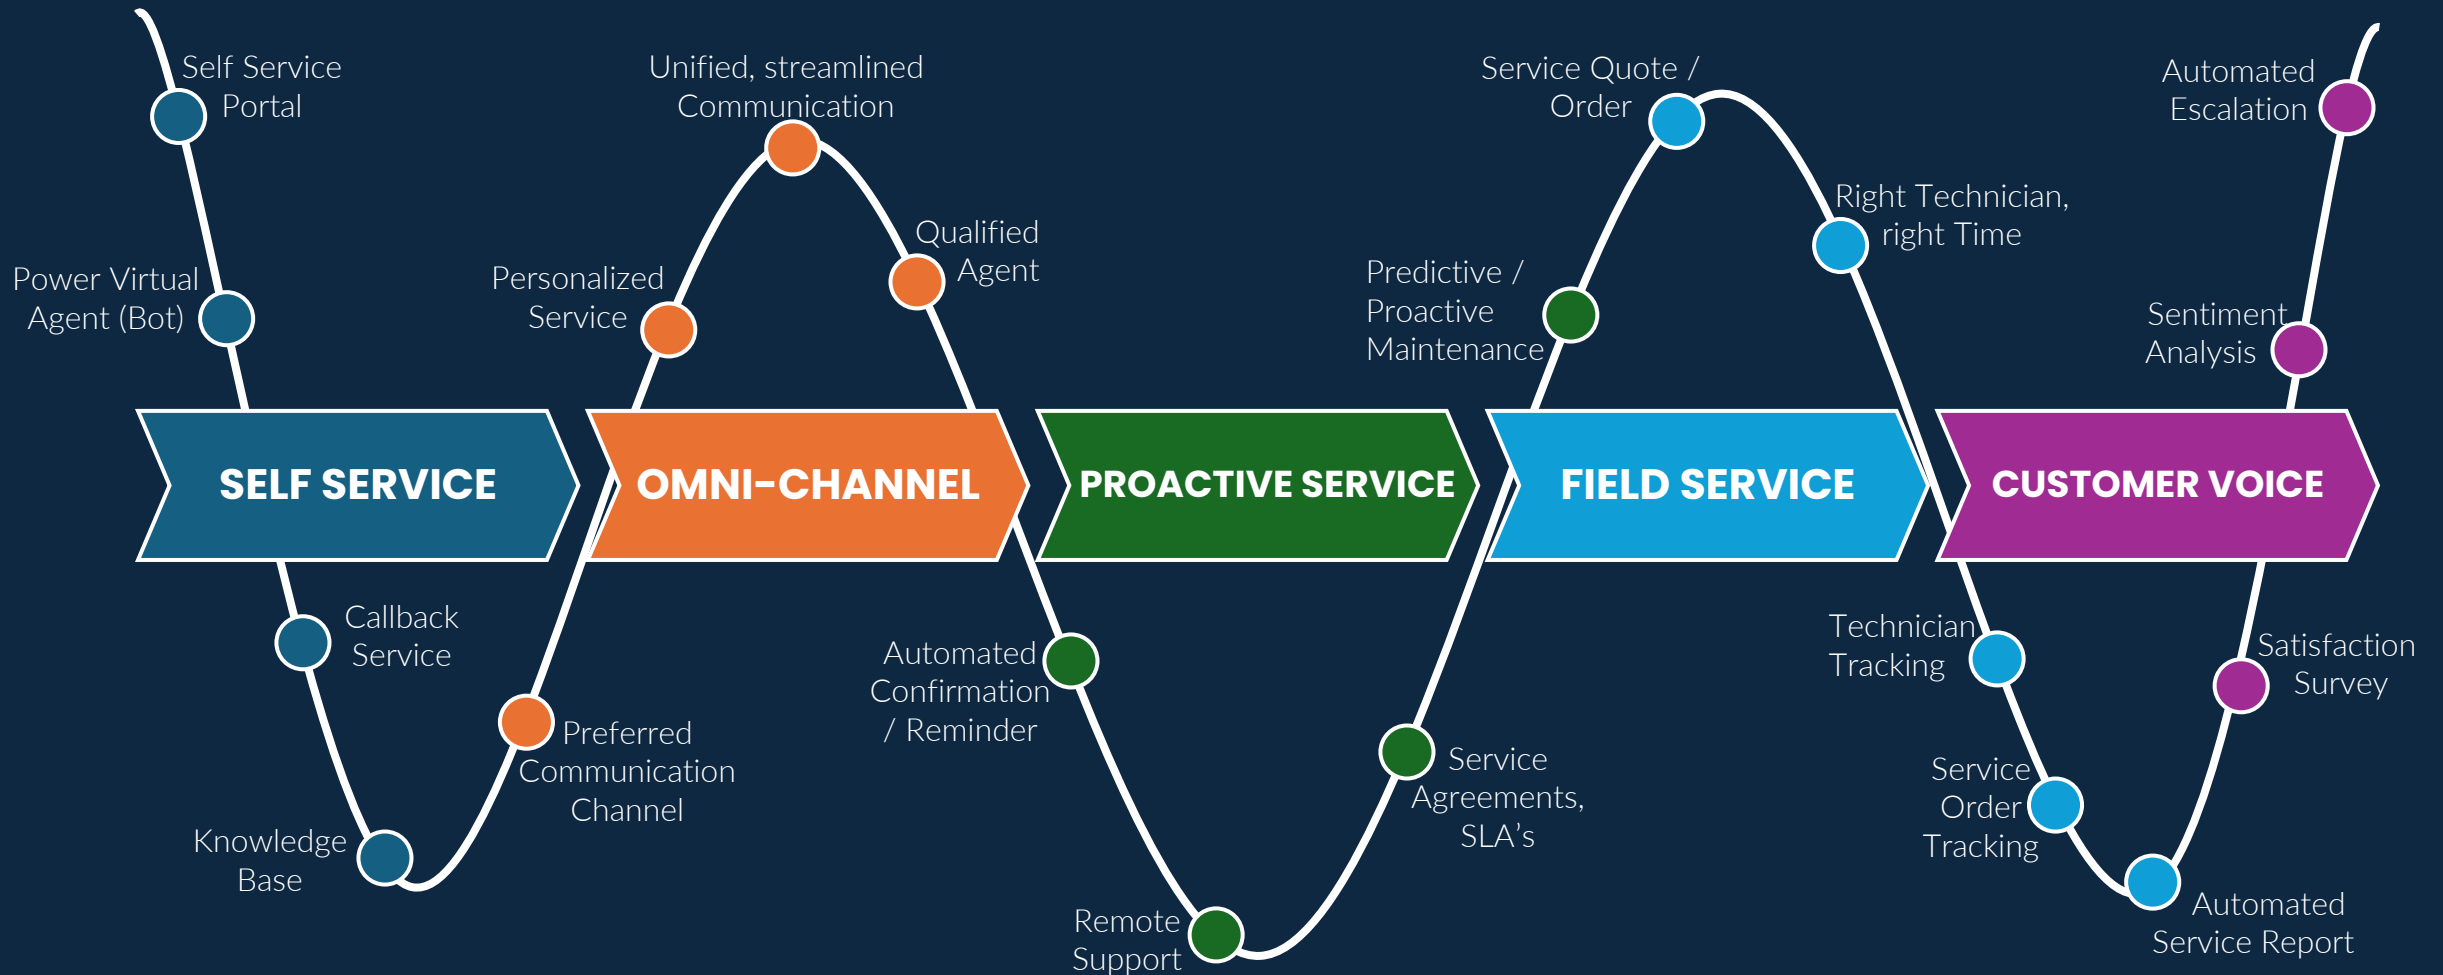 Self Service
Portal
Power Virtual
Agent (Bot)
SELF SERVICE
Callback
Service
Knowledge
Base
Preferred
Communication
Channel
Personalized
Service
Unified, streamlined
Communication
Qualified
Agent
OMNI-CHANNEL
Automated
Confirmation
/ Reminder
Remote
Support
Service
Agreements,
SLA’s
PROACTIVE SERVICE
Predictive /
Proactive
Maintenance
Service Quote /
Order
Right Technician,
right Time
FIELD SERVICE
Technician
Tracking
Service
Order
Tracking
Automated
Service Report
Satisfaction
Survey
CUSTOMER VOICE
Sentiment
Analysis
Automated
Escalation